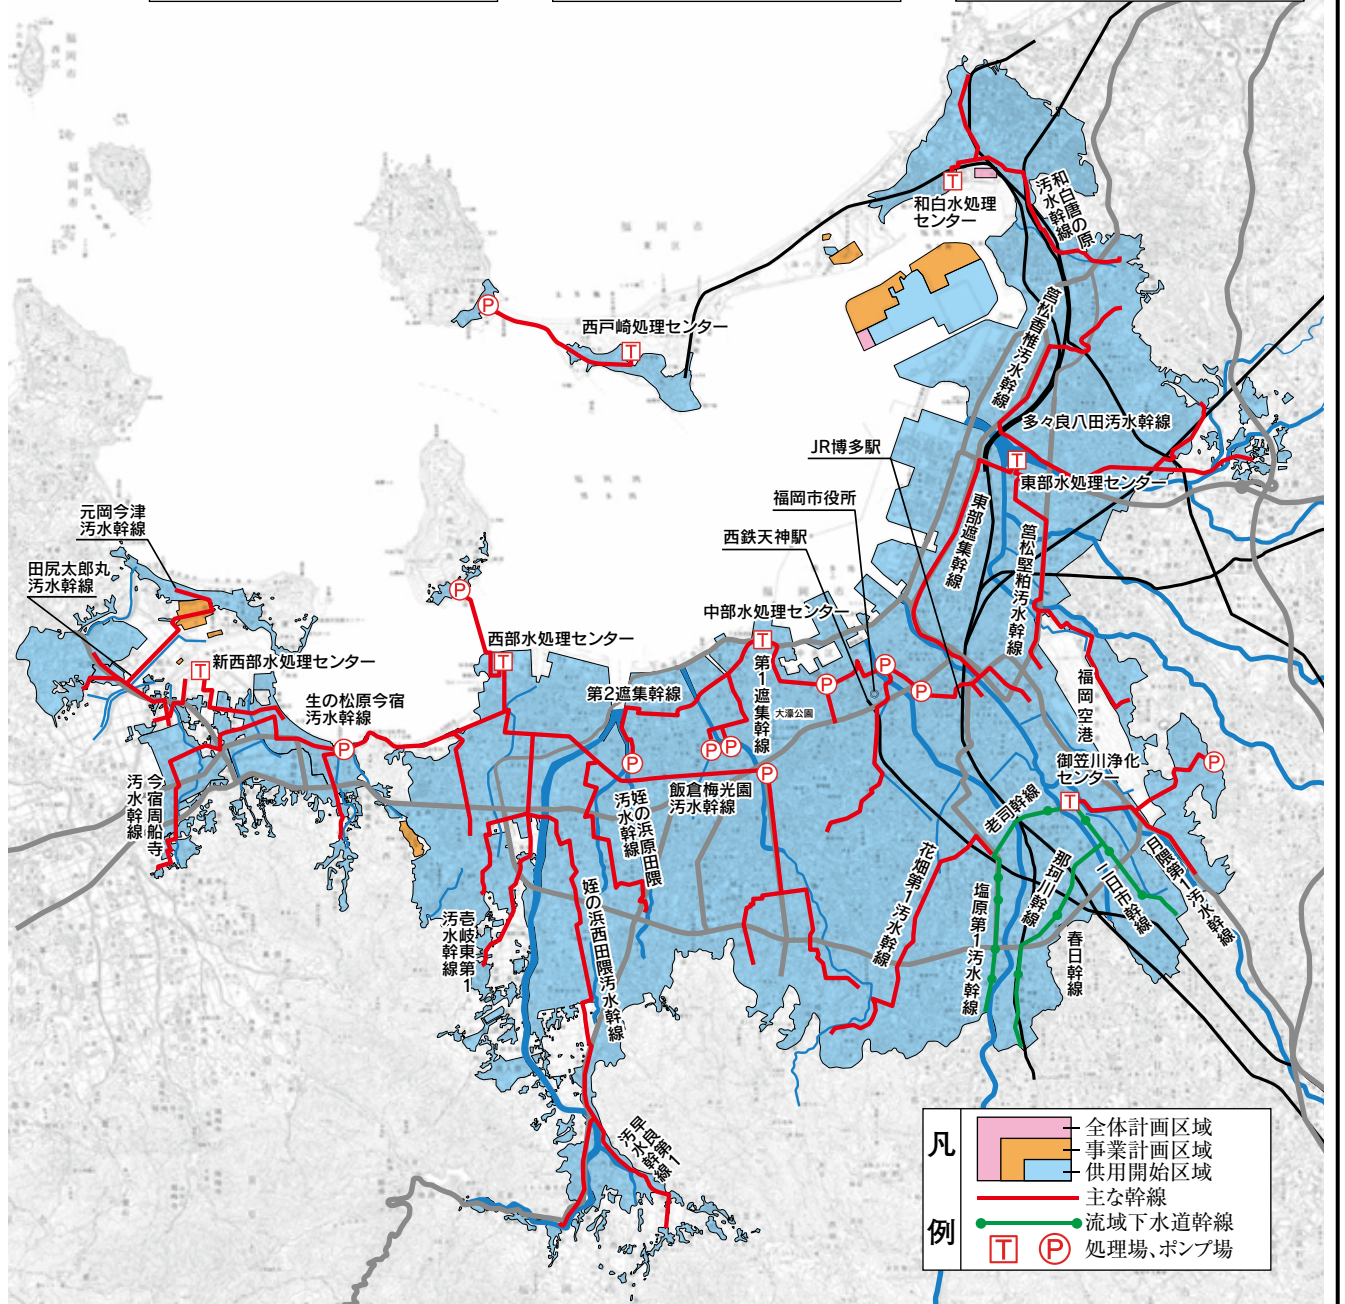 和白水処理
センター
和白唐の原
汚水幹線
西戸崎処理センター
筥松香椎汚水幹線
多々良八田汚水幹線
JR博多駅
東部水処理センター
福岡市役所
東部遮集幹線
元岡今津
汚水幹線
西鉄天神駅
筥松堅粕汚水幹線
田尻太郎丸
汚水幹線
中部水処理センター
西部水処理センター
新西部水処理センター
第1遮集幹線
福岡空港
第2遮集幹線
生の松原今宿
汚水幹線
大濠公園
御笠川浄化
センター
今宿周船寺
汚水幹線
飯倉梅光園
汚水幹線
姪の浜原田隈
汚水幹線
老司幹線
花畑第1汚水幹線
那珂川幹線
二日市幹線
月隈第1汚水幹線
姪の浜西田隈汚水幹線
塩原第1汚水幹線
壱岐東第1
汚水幹線
春日幹線
早良第1
汚水幹線
凡例
全体計画区域
事業計画区域
供用開始区域
主な幹線
流域下水道幹線
T P 処理場、ポンプ場